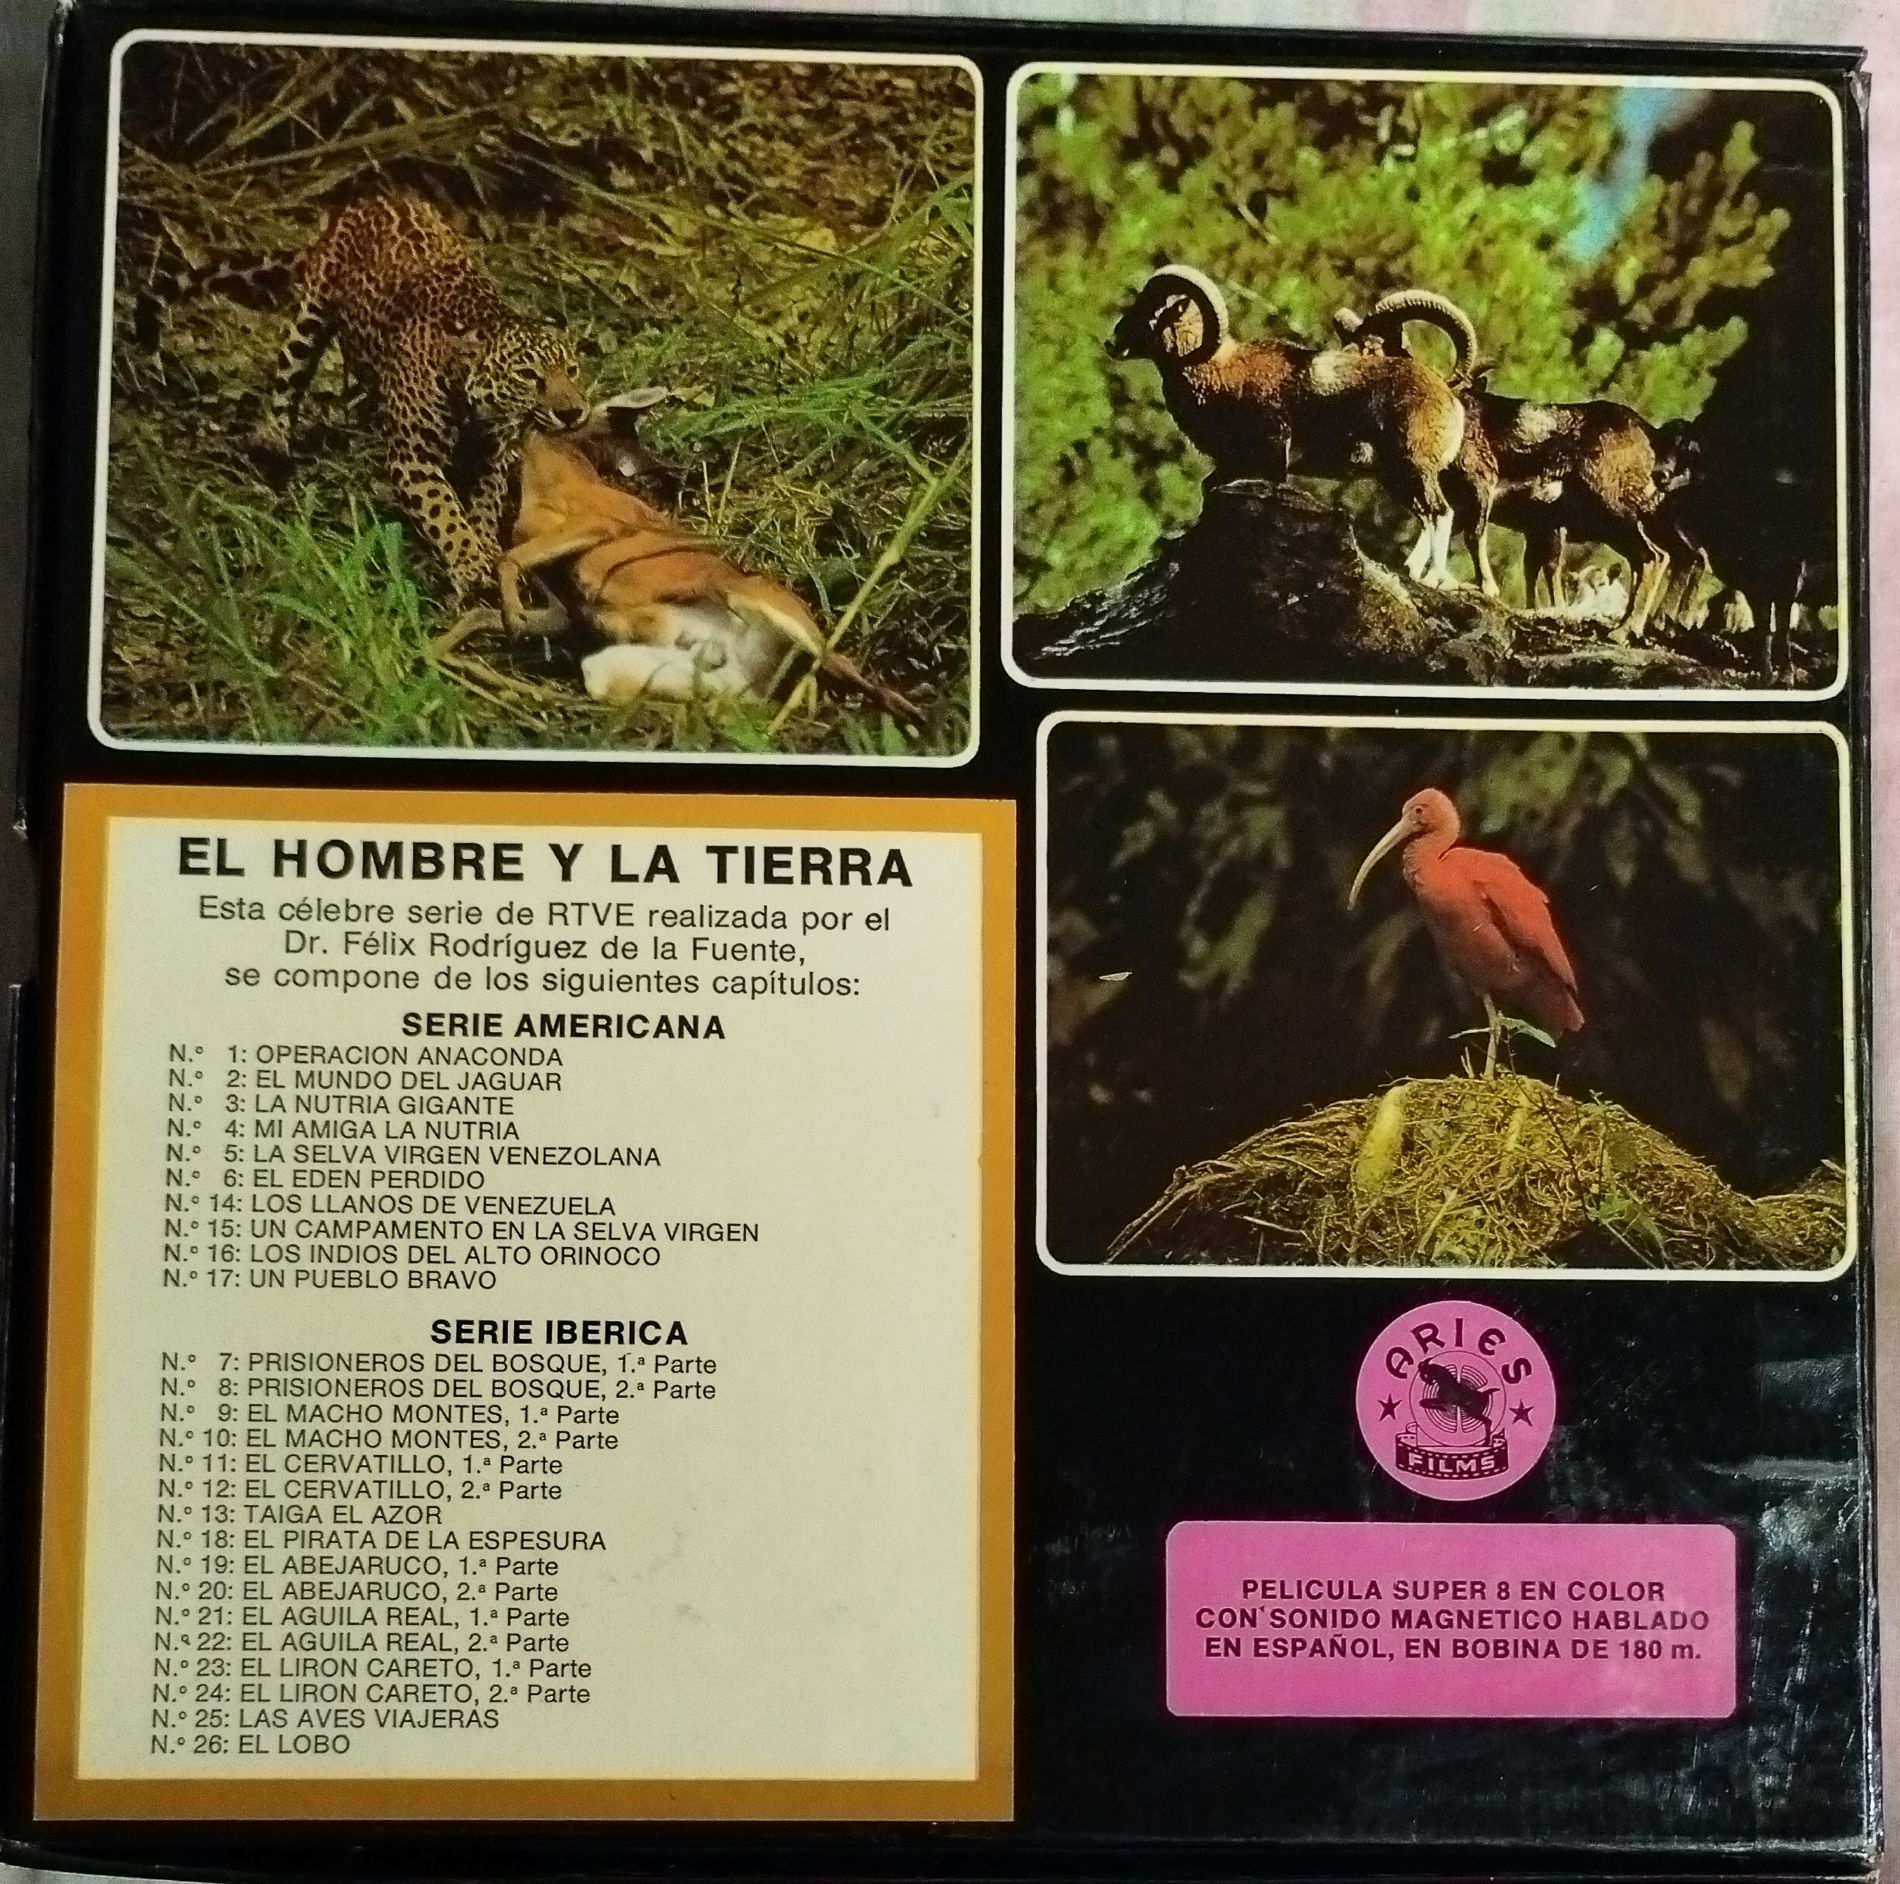 EL HOMBRE Y LA TIERRA
Esta célebre serie de RTVE realizada por el
Dr. Félix Rodríguez de la Fuente,
se compone de los siguientes capítulos:
SERIE AMERICANA
N.º 1: OPERACION ANACONDA
N.º 2: EL MUNDO DEL JAGUAR
N.º 3: LA NUTRIA GIGANTE
N.º 4: MI AMIGA LA NUTRIA
N.º 5: LA SELVA VIRGEN VENEZOLANA
N.º 6: EL EDEN PERDIDO
N.º 14: LOS LLANOS DE VENEZUELA
N.º 15: UN CAMPAMENTO EN LA SELVA VIRGEN
N.º 16: LOS INDIOS DEL ALTO ORINOCO
N.º 17: UN PUEBLO BRAVO
SERIE IBERICA
N.º 7: PRISIONEROS DEL BOSQUE, 1.ª Parte
N.º 8: PRISIONEROS DEL BOSQUE, 2.ª Parte
N.º 9: EL MACHO MONTES, 1.ª Parte
N.º 10: EL MACHO MONTES, 2.ª Parte
N.º 11: EL CERVATILLO, 1.ª Parte
N.º 12: EL CERVATILLO, 2.ª Parte
N.º 13: TAIGA EL AZOR
N.º 18: EL PIRATA DE LA ESPESURA
N.º 19: EL ABEJARUCO, 1.ª Parte
N.º 20: EL ABEJARUCO, 2.ª Parte
N.º 21: EL AGUILA REAL, 1.ª Parte
N.º 22: EL AGUILA REAL, 2.ª Parte
N.º 23: EL LIRON CARETO, 1.ª Parte
N.º 24: EL LIRON CARETO, 2.ª Parte
N.º 25: LAS AVES VIAJERAS
N.º 26: EL LOBO
ARIES
FILMS
PELICULA SUPER 8 EN COLOR
CON SONIDO MAGNETICO HABLADO
EN ESPAÑOL, EN BOBINA DE 180 m.